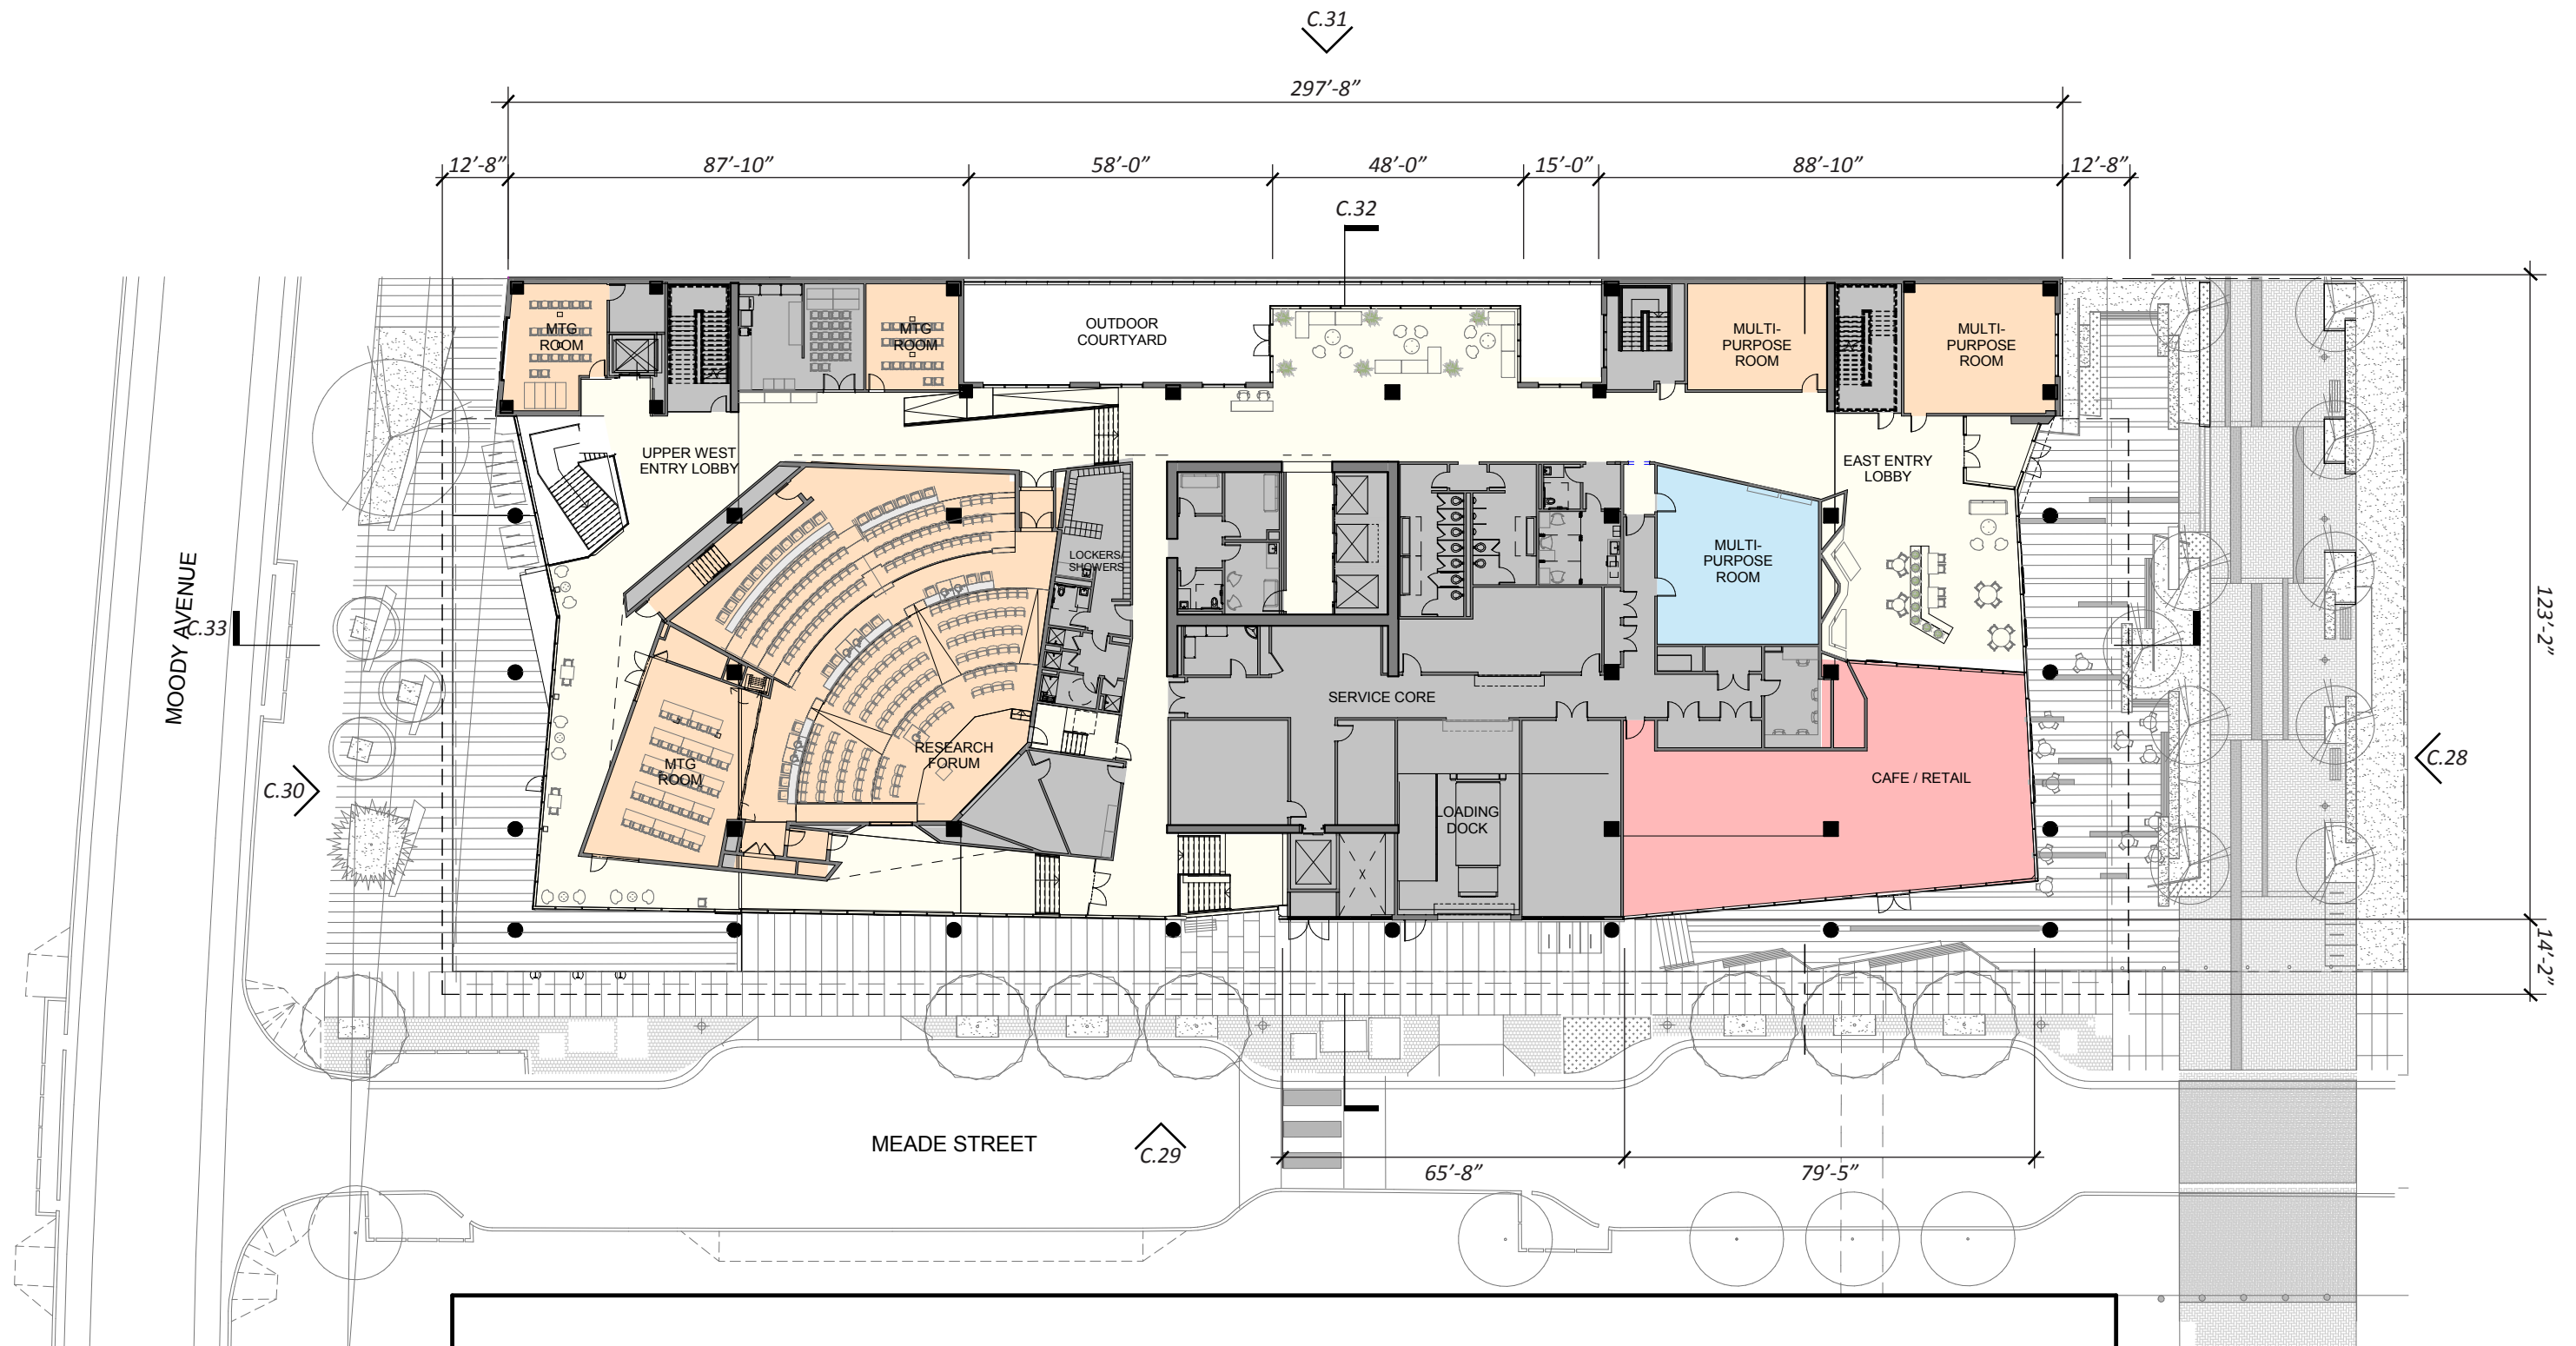 C.31
297'-8"
12'-8"
87'-10"
58'-0"
48'-0"
15'-0"
88'-10"
12'-8"
C.32
MTG
ROOM
MTG
ROOM
OUTDOOR
COURTYARD
MULTI-
PURPOSE
ROOM
MULTI-
PURPOSE
ROOM
UPPER WEST
ENTRY LOBBY
EAST ENTRY
LOBBY
LOCKERS/
SHOWERS
MULTI-
PURPOSE
ROOM
MOODY AVENUE
C.33
123'-2"
SERVICE CORE
RESEARCH
FORUM
MTG
ROOM
CAFE / RETAIL
C.30
C.28
LOADING
DOCK
X
14'-2"
MEADE STREET
C.29
65'-8"
79'-5"